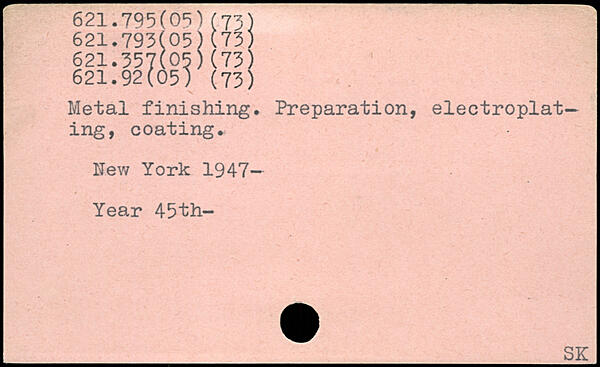 621.795(05)(73)
621.793(05)(73)
621.357(05)(73)
621.92(05) (73)
Metal finishing. Preparation, electroplat-
ing, coating.
New York 1947-
Year 45th-
SK